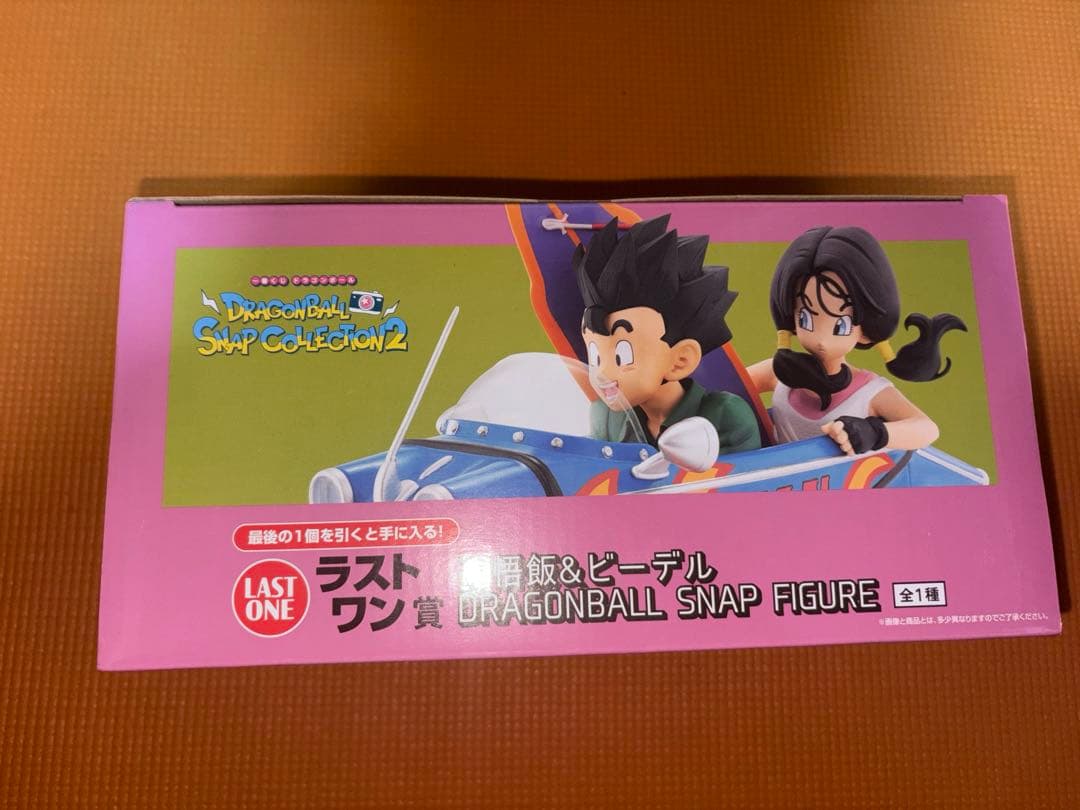 一番くじ ドラゴンボール
DRAGONBALL
SNAP COLLECTION2
最後の1個を引くと手に入る!
LAST
ONE
ラスト
ワン賞
悟飯&ビーデル
DRAGONBALL SNAP FIGURE
全1種
※画像と商品とは、多少異なりますのでご了承ください。